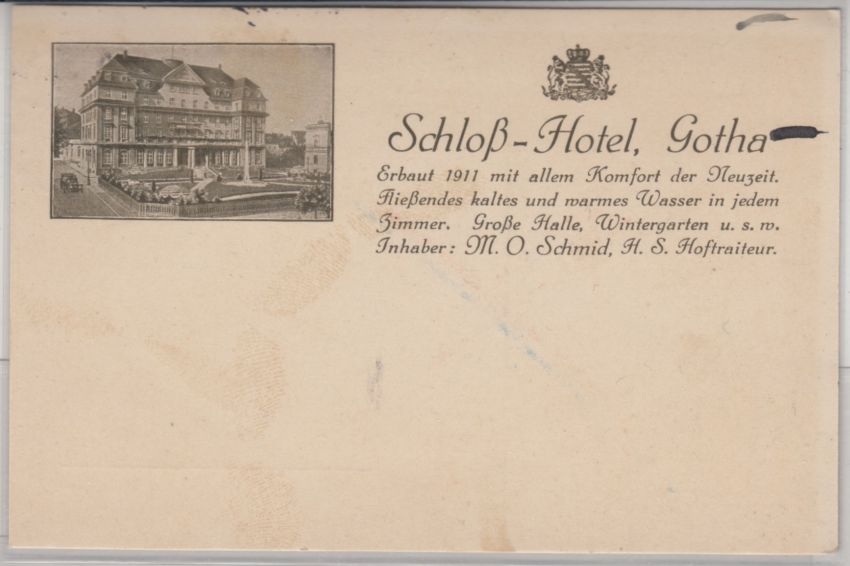 Schloß-Hotel, Gotha
Erbaut 1911 mit allem Komfort der Neuzeit.
Fließendes kaltes und warmes Wasser in jedem
Zimmer. Große Halle, Wintergarten u. s. w.
Inhaber: M. O. Schmid, H. S. Hoftraiteur.